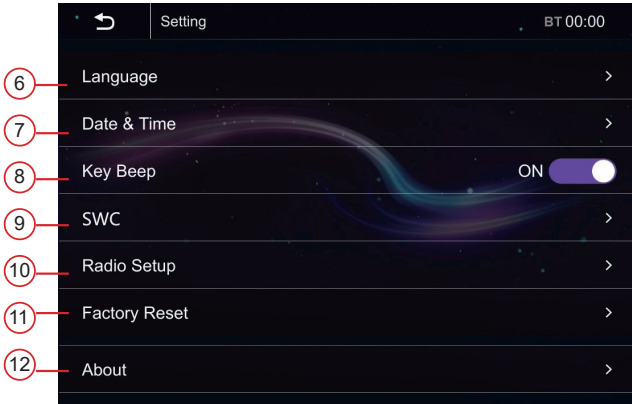 Setting BT 00:00
6 Language
7 Date & Time
8 Key Beep ON
9 SWC
10 Radio Setup
11 Factory Reset
12 About